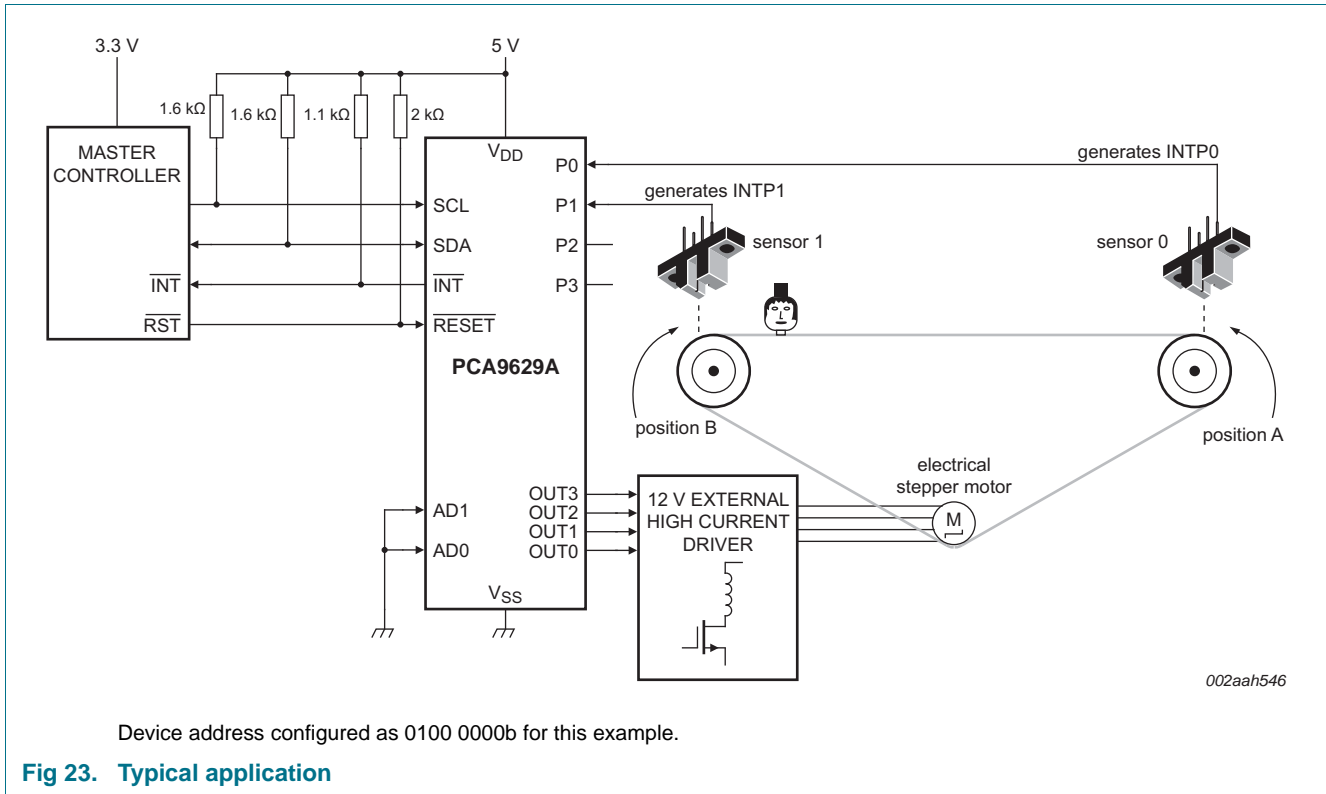 3.3 V
5 V
1.6 kΩ
1.6 kΩ
1.1 kΩ
2 kΩ
MASTER
CONTROLLER
INT
RST
VDD
SCL
SDA
INT
RESET
PCA9629A
P0
P1
P2
P3
generates INTP0
generates INTP1
sensor 1
sensor 0
position B
position A
electrical
stepper motor
M
AD1
AD0
OUT3
OUT2
OUT1
OUT0
VSS
12 V EXTERNAL
HIGH CURRENT
DRIVER
002aah546
Device address configured as 0100 0000b for this example.
Fig 23. Typical application